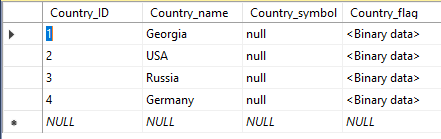 Country_ID Country_name Country_symbol Country_flag
1 Georgia null <Binary data>
2 USA null <Binary data>
3 Russia null <Binary data>
4 Germany null <Binary data>
NULL NULL NULL NULL